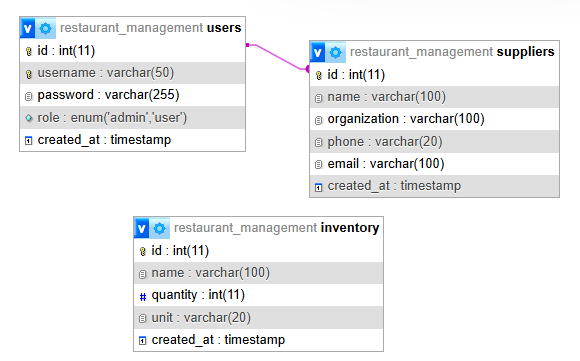 restaurant_management users
id : int(11)
username : varchar(50)
password : varchar(255)
role : enum('admin','user')
created_at : timestamp
restaurant_management suppliers
id : int(11)
name : varchar(100)
organization : varchar(100)
phone : varchar(20)
email : varchar(100)
created_at : timestamp
restaurant_management inventory
id : int(11)
name : varchar(100)
# quantity : int(11)
unit : varchar(20)
created_at : timestamp